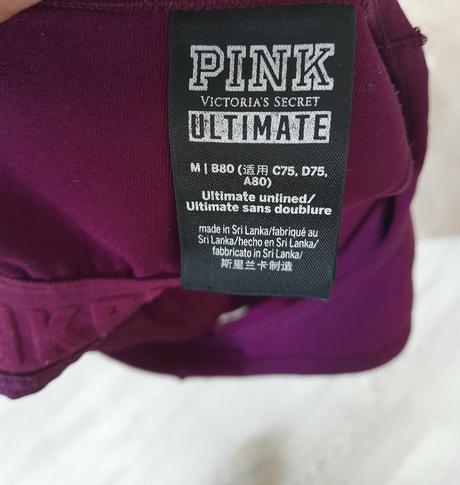 PINK
VICTORIA'S SECRET
ULTIMATE
M | B80 (适用 C75, D75,
A80)
Ultimate unlined/
Ultimate sans doublure
made in Sri Lanka/fabriqué au
Sri Lanka/hecho en Sri Lanka/
fabbricato in Sri Lanka/
斯里兰卡制造